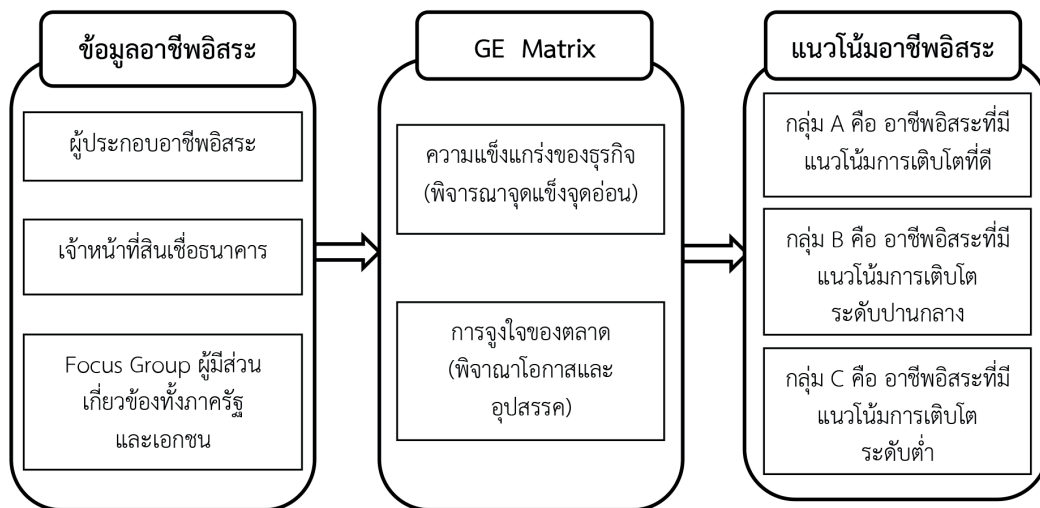 ข้อมูลอาชีพอิสระ
ผู้ประกอบอาชีพอิสระ
เจ้าหน้าที่สินเชื่อธนาคาร
Focus Group ผู้มีส่วน
เกี่ยวข้องทั้งภาครัฐ
และเอกชน
GE Matrix
ความแข็งแกร่งของธุรกิจ
(พิจารณาจุดแข็งจุดอ่อน)
การจูงใจของตลาด
(พิจาณาโอกาสและ
อุปสรรค)
แนวโน้มอาชีพอิสระ
กลุ่ม A คือ อาชีพอิสระที่มี
แนวโน้มการเติบโตที่ดี
กลุ่ม B คือ อาชีพอิสระที่มี
แนวโน้มการเติบโต
ระดับปานกลาง
กลุ่ม C คือ อาชีพอิสระที่มี
แนวโน้มการเติบโต
ระดับต่ำ